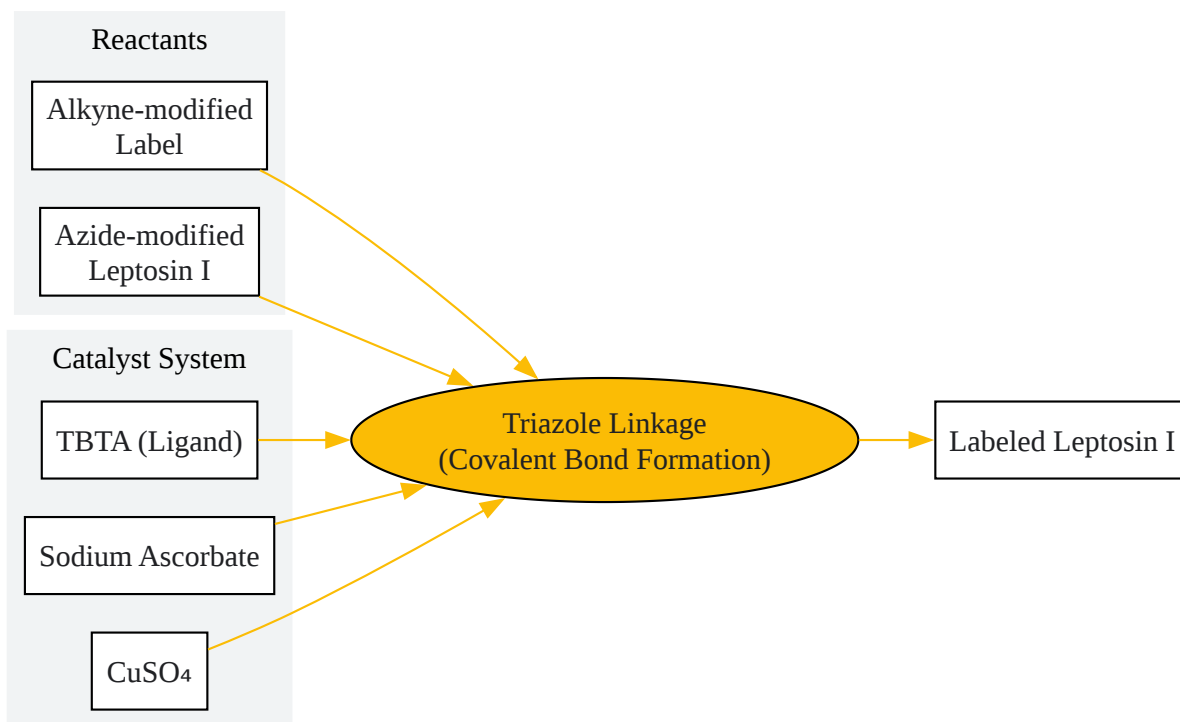 Reactants
Alkyne-modified
Label
Azide-modified
Leptosin I
Catalyst System
TBTA (Ligand)
Sodium Ascorbate
CuSO₄
Triazole Linkage
(Covalent Bond Formation)
Labeled Leptosin I